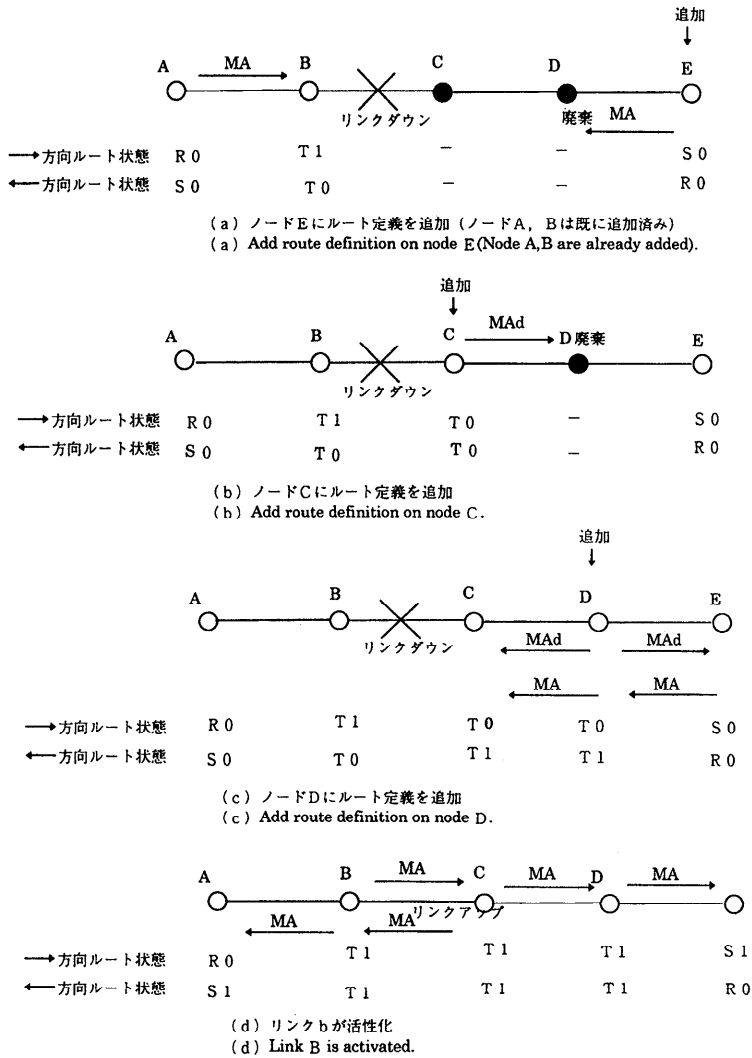 追加
A MA B C D E
リンクダウン 廃棄 MA
方向ルート状態 R0 T1 − − S0
方向ルート状態 S0 T0 − − R0
(a) ノードEにルート定義を追加 (ノードA, Bは既に追加済み)
(a) Add route definition on node E(Node A,B are already added).
追加
A B C MAd D 廃棄 E
リンクダウン
方向ルート状態 R0 T1 T0 − S0
方向ルート状態 S0 T0 T0 − R0
(b) ノードCにルート定義を追加
(b) Add route definition on node C.
追加
A B C D E
リンクダウン MAd MAd
MA MA
方向ルート状態 R0 T1 T0 T0 S0
方向ルート状態 S0 T0 T1 T1 R0
(c) ノードDにルート定義を追加
(c) Add route definition on node D.
A B MA C MA D MA E
リンクアップ
MA MA
方向ルート状態 R0 T1 T1 T1 S1
方向ルート状態 S1 T1 T1 T1 R0
(d) リンクbが活性化
(d) Link B is activated.